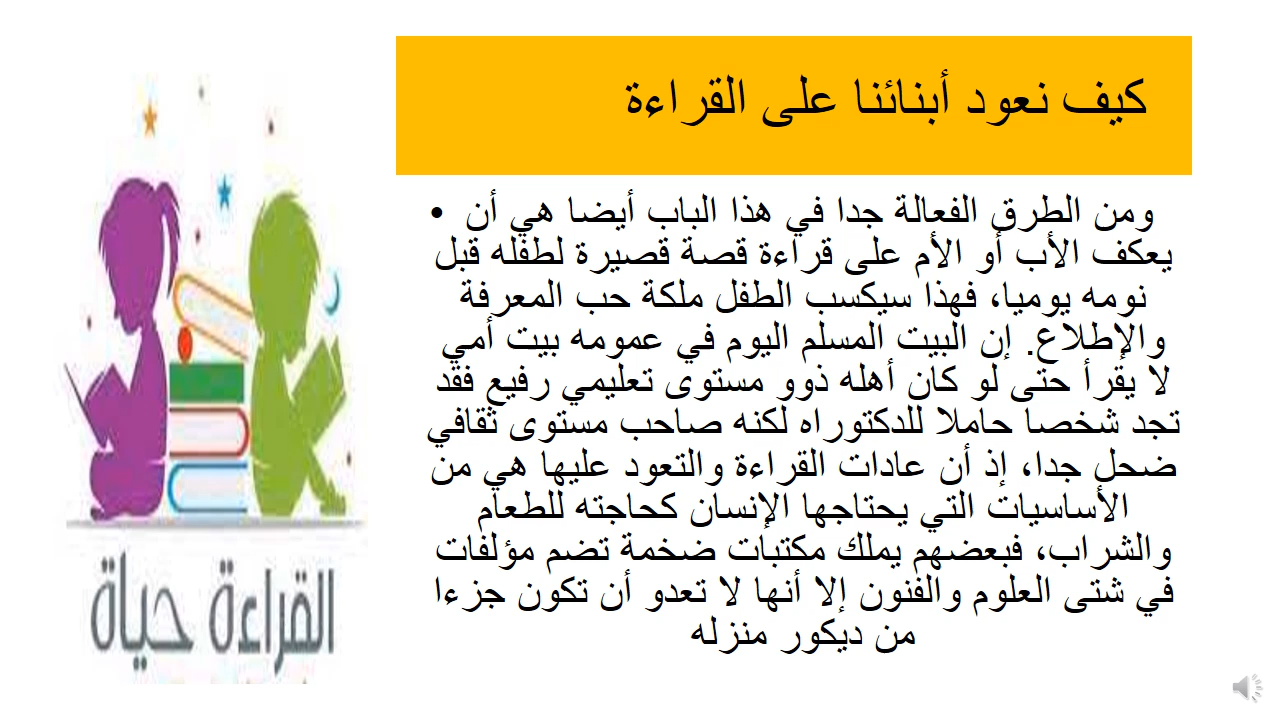 كيف نعود أبنائنا على القراءة
• ومن الطرق الفعالة جدا في هذا الباب أيضا هي أن
يعكف الأب أو الأم على قراءة قصة قصيرة لطفله قبل
نومه يوميا، فهذا سيكسب الطفل ملكة حب المعرفة
والإطلاع. إن البيت المسلم اليوم في عمومه بيت أمي
لا يقرأ حتى لو كان أهله ذوو مستوى تعليمي رفيع فقد
تجد شخصا حاملا للدكتوراه لكنه صاحب مستوى ثقافي
ضحل جدا، إذ أن عادات القراءة والتعود عليها هي من
الأساسيات التي يحتاجها الإنسان كحاجته للطعام
والشراب، فبعضهم يملك مكتبات ضخمة تضم مؤلفات
في شتى العلوم والفنون إلا أنها لا تعدو أن تكون جزءا
من ديكور منزله
القراءة حياة